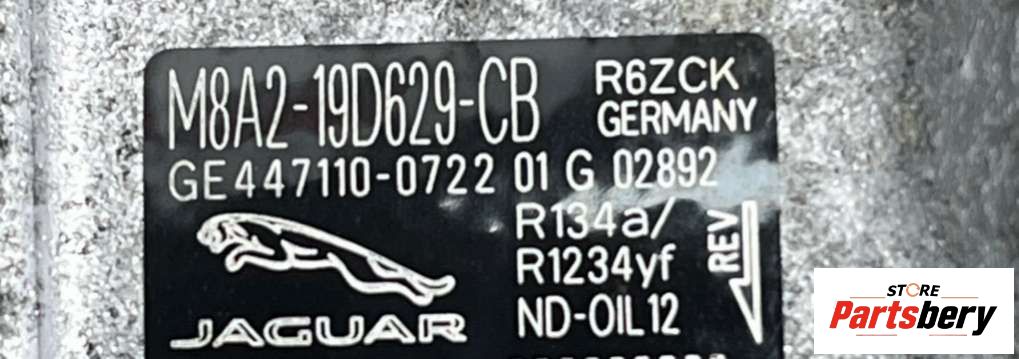 M8A2-19D629-CB
R6ZCK
GERMANY
GE447110-0722 01 G 02892
R134a/
R1234yf
ND-OIL12
REV
JAGUAR
STORE
Partsbery